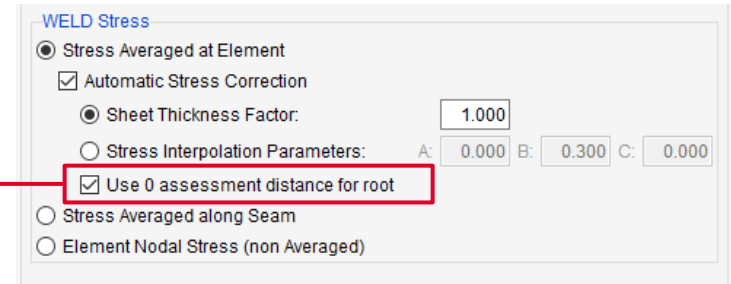 WELD Stress
Stress Averaged at Element
Automatic Stress Correction
Sheet Thickness Factor: 1.000
Stress Interpolation Parameters: A: 0.000 B: 0.300 C: 0.000
Use 0 assessment distance for root
Stress Averaged along Seam
Element Nodal Stress (non Averaged)